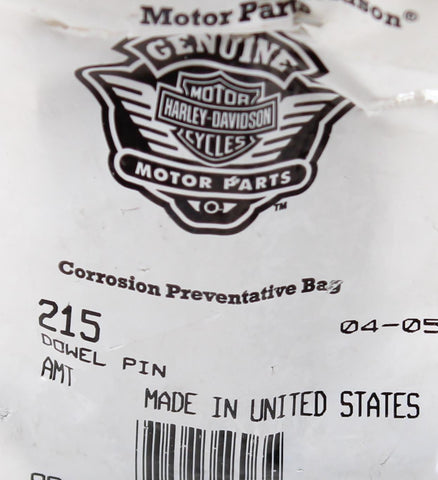 Motor Parts
GENUINE
MOTOR
HARLEY-DAVIDSON
CYCLES
MOTOR PARTS
TM
Corrosion Preventative Bag
215
04-05
DOWEL PIN
AMT
MADE IN UNITED STATES